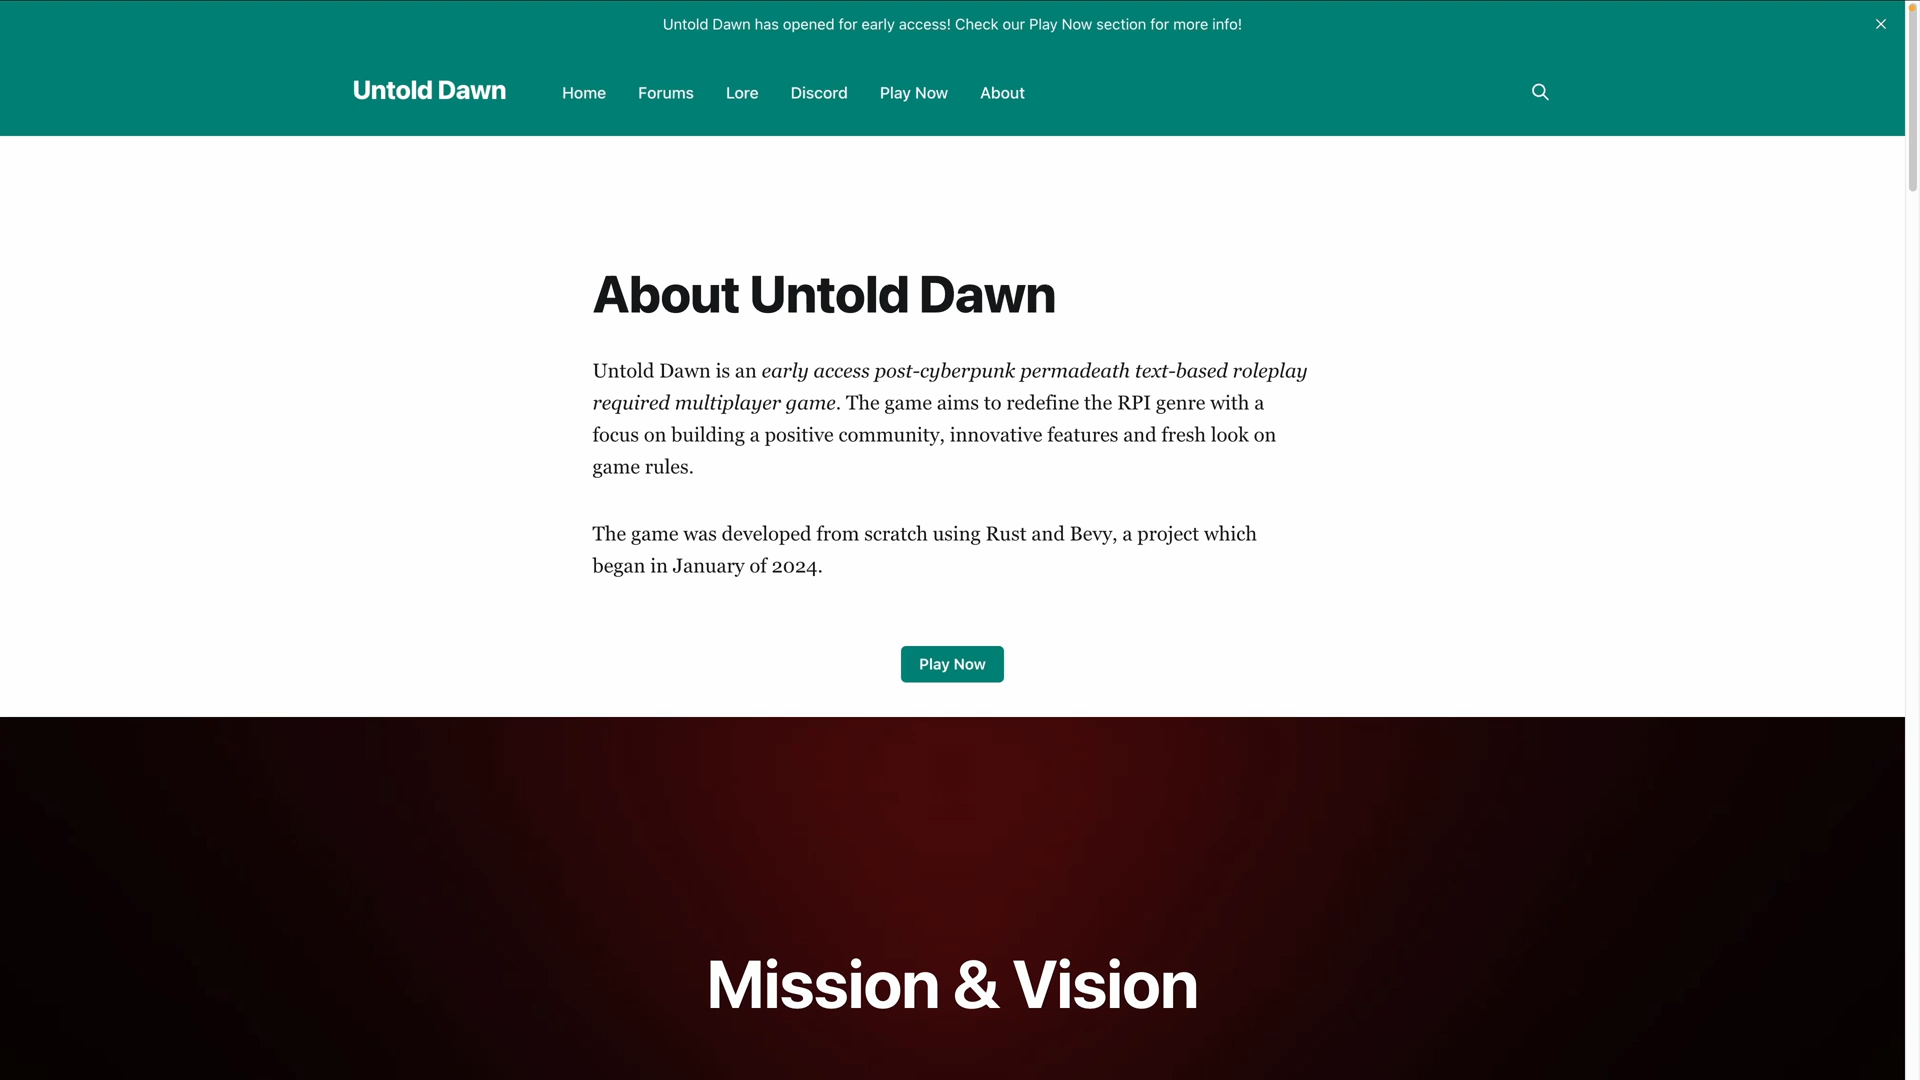 Untold Dawn has opened for early access! Check our Play Now section for more info!
Untold Dawn
Home
Forums
Lore
Discord
Play Now
About
About Untold Dawn
Untold Dawn is an early access post-cyberpunk permadeath text-based roleplay
required multiplayer game. The game aims to redefine the RPI genre with a
focus on building a positive community, innovative features and fresh look on
game rules.
The game was developed from scratch using Rust and Bevy, a project which
began in January of 2024.
Play Now
Mission & Vision